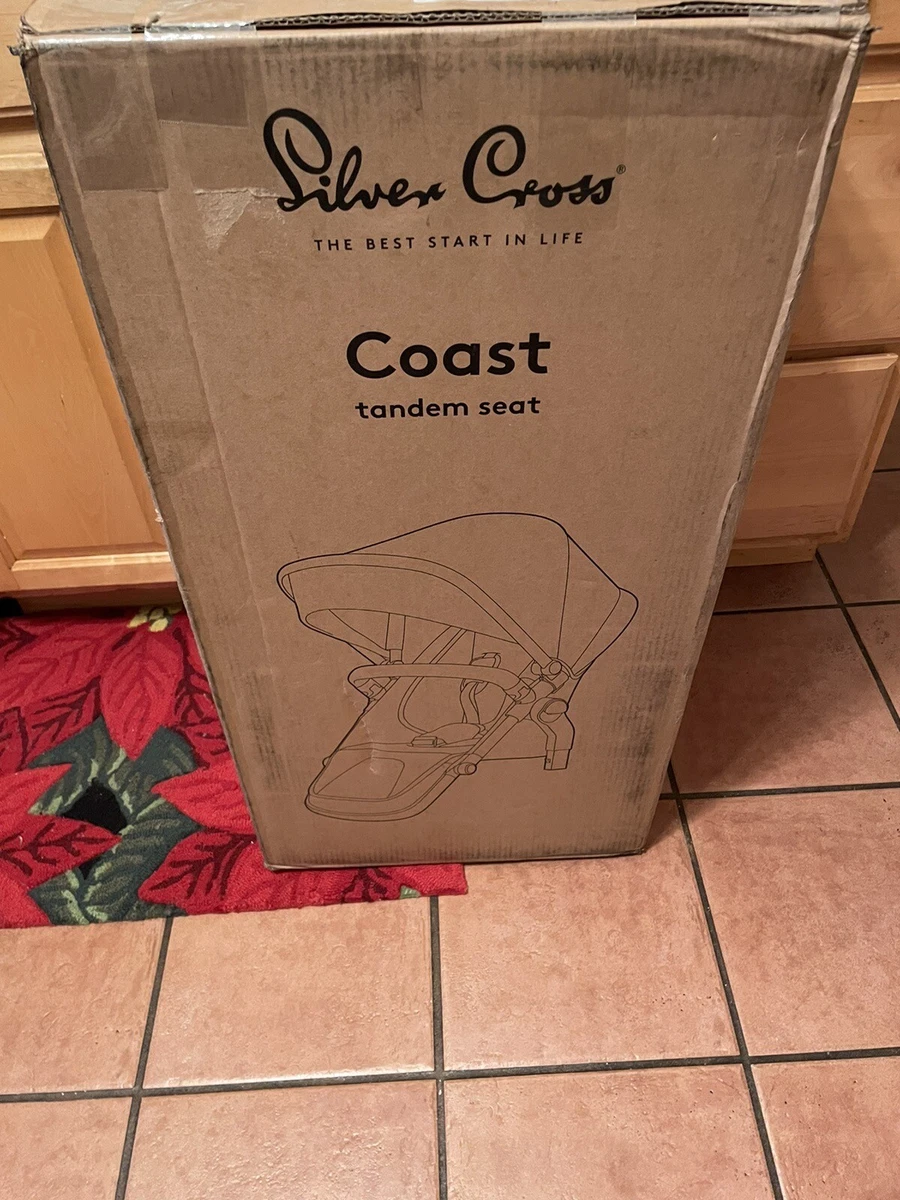 Silver Cross®
THE BEST START IN LIFE
Coast
tandem seat